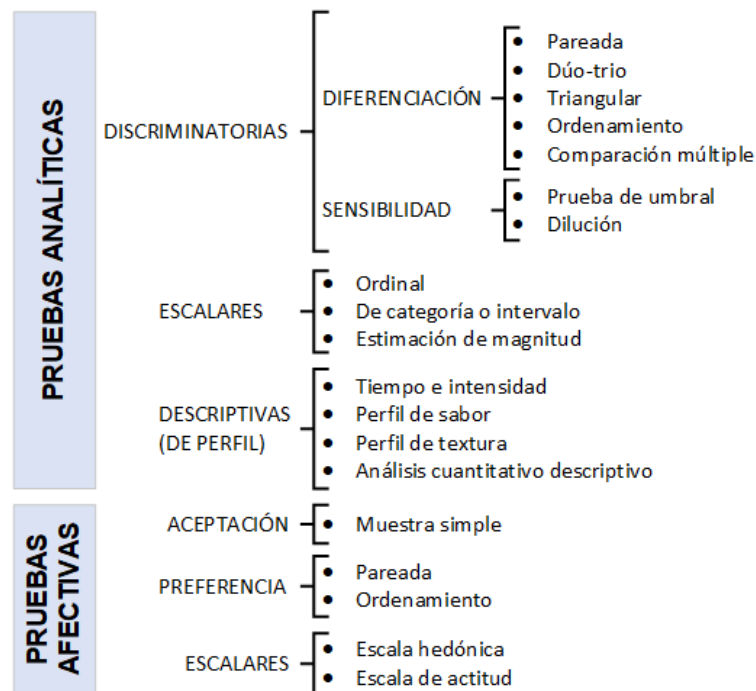 PRUEBAS ANALÍTICAS
DISCRIMINATORIAS
DIFERENCIACIÓN
• Pareada
• Dúo-trio
• Triangular
• Ordenamiento
• Comparación múltiple
SENSIBILIDAD
• Prueba de umbral
• Dilución
ESCALARES
• Ordinal
• De categoría o intervalo
• Estimación de magnitud
DESCRIPTIVAS
(DE PERFIL)
• Tiempo e intensidad
• Perfil de sabor
• Perfil de textura
• Análisis cuantitativo descriptivo
PRUEBAS
AFECTIVAS
ACEPTACIÓN
• Muestra simple
PREFERENCIA
• Pareada
• Ordenamiento
ESCALARES
• Escala hedónica
• Escala de actitud